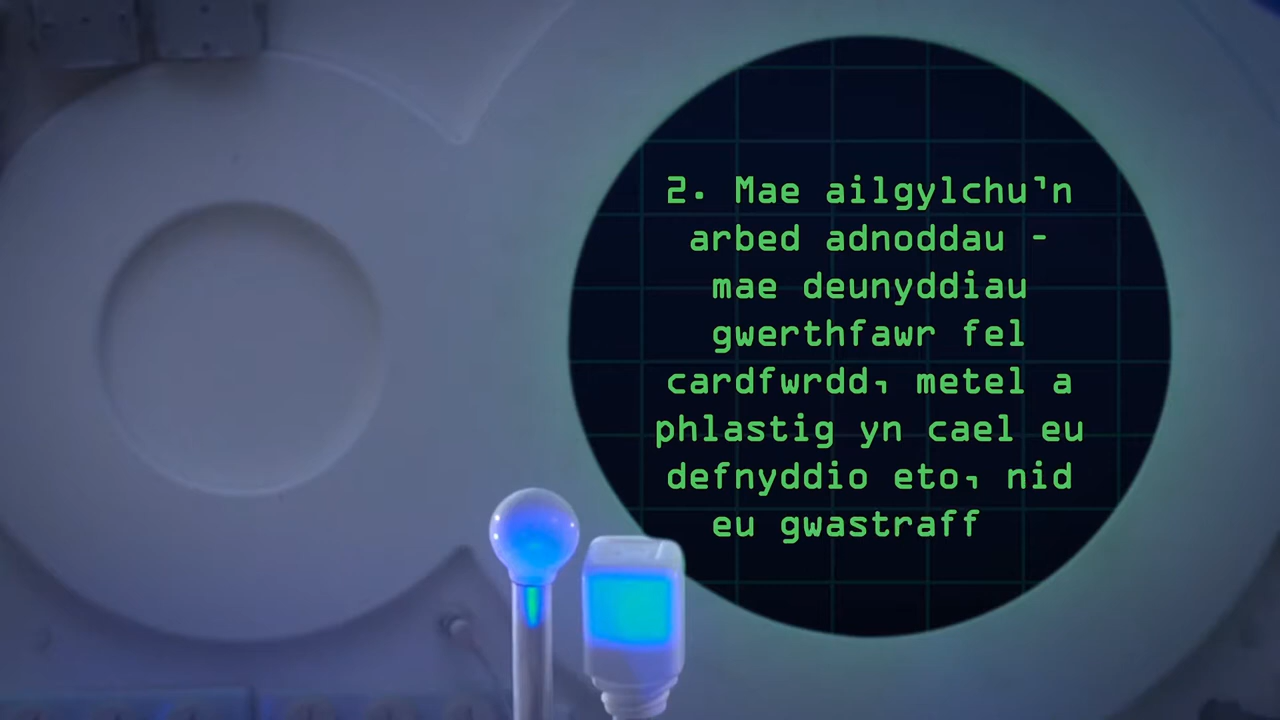 2. Mae ailgylchu'n
arbed adnoddau -
mae deunyddiau
gwerthfawr fel
cardfwrdd, metel a
phlastig yn cael eu
defnyddio eto, nid
eu gwastraff